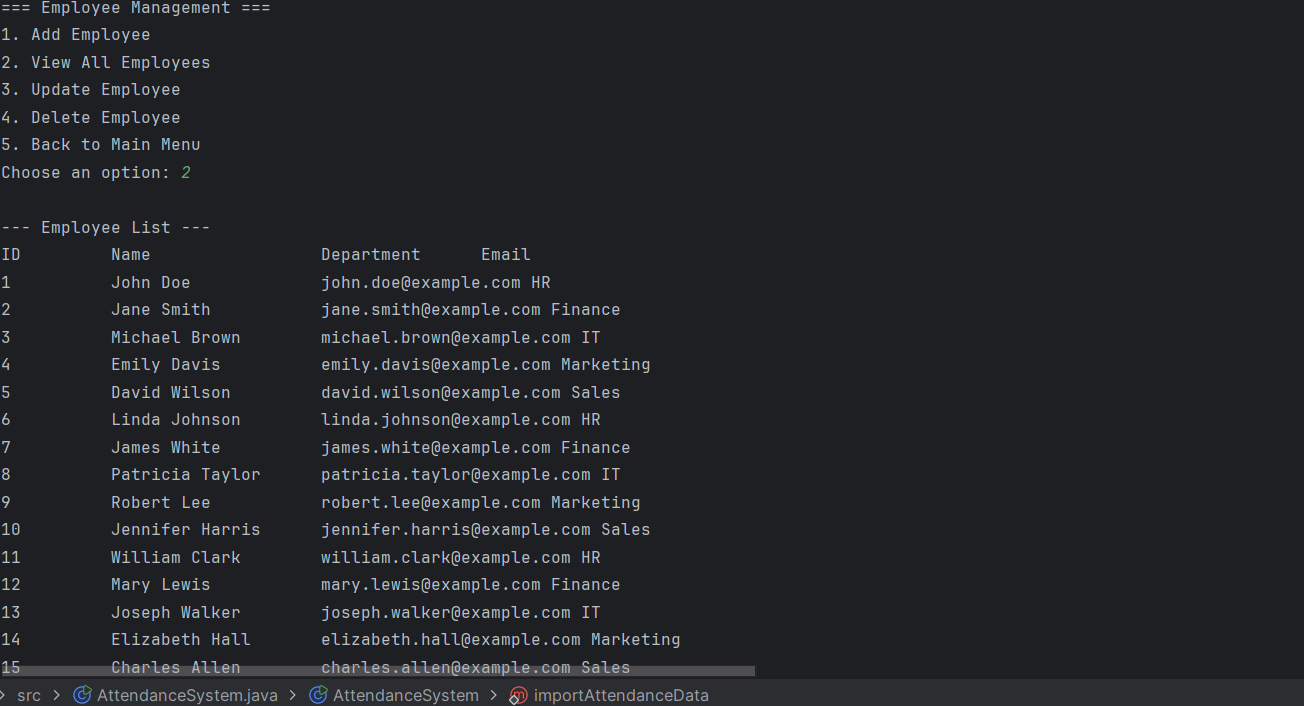 === Employee Management ===
1. Add Employee
2. View All Employees
3. Update Employee
4. Delete Employee
5. Back to Main Menu
Choose an option: 2
--- Employee List ---
ID Name Department Email
1 John Doe john.doe@example.com HR
2 Jane Smith jane.smith@example.com Finance
3 Michael Brown michael.brown@example.com IT
4 Emily Davis emily.davis@example.com Marketing
5 David Wilson david.wilson@example.com Sales
6 Linda Johnson linda.johnson@example.com HR
7 James White james.white@example.com Finance
8 Patricia Taylor patricia.taylor@example.com IT
9 Robert Lee robert.lee@example.com Marketing
10 Jennifer Harris jennifer.harris@example.com Sales
11 William Clark william.clark@example.com HR
12 Mary Lewis mary.lewis@example.com Finance
13 Joseph Walker joseph.walker@example.com IT
14 Elizabeth Hall elizabeth.hall@example.com Marketing
15 Charles Allen charles.allen@example.com Sales
> src > AttendanceSystem.java > AttendanceSystem > importAttendanceData